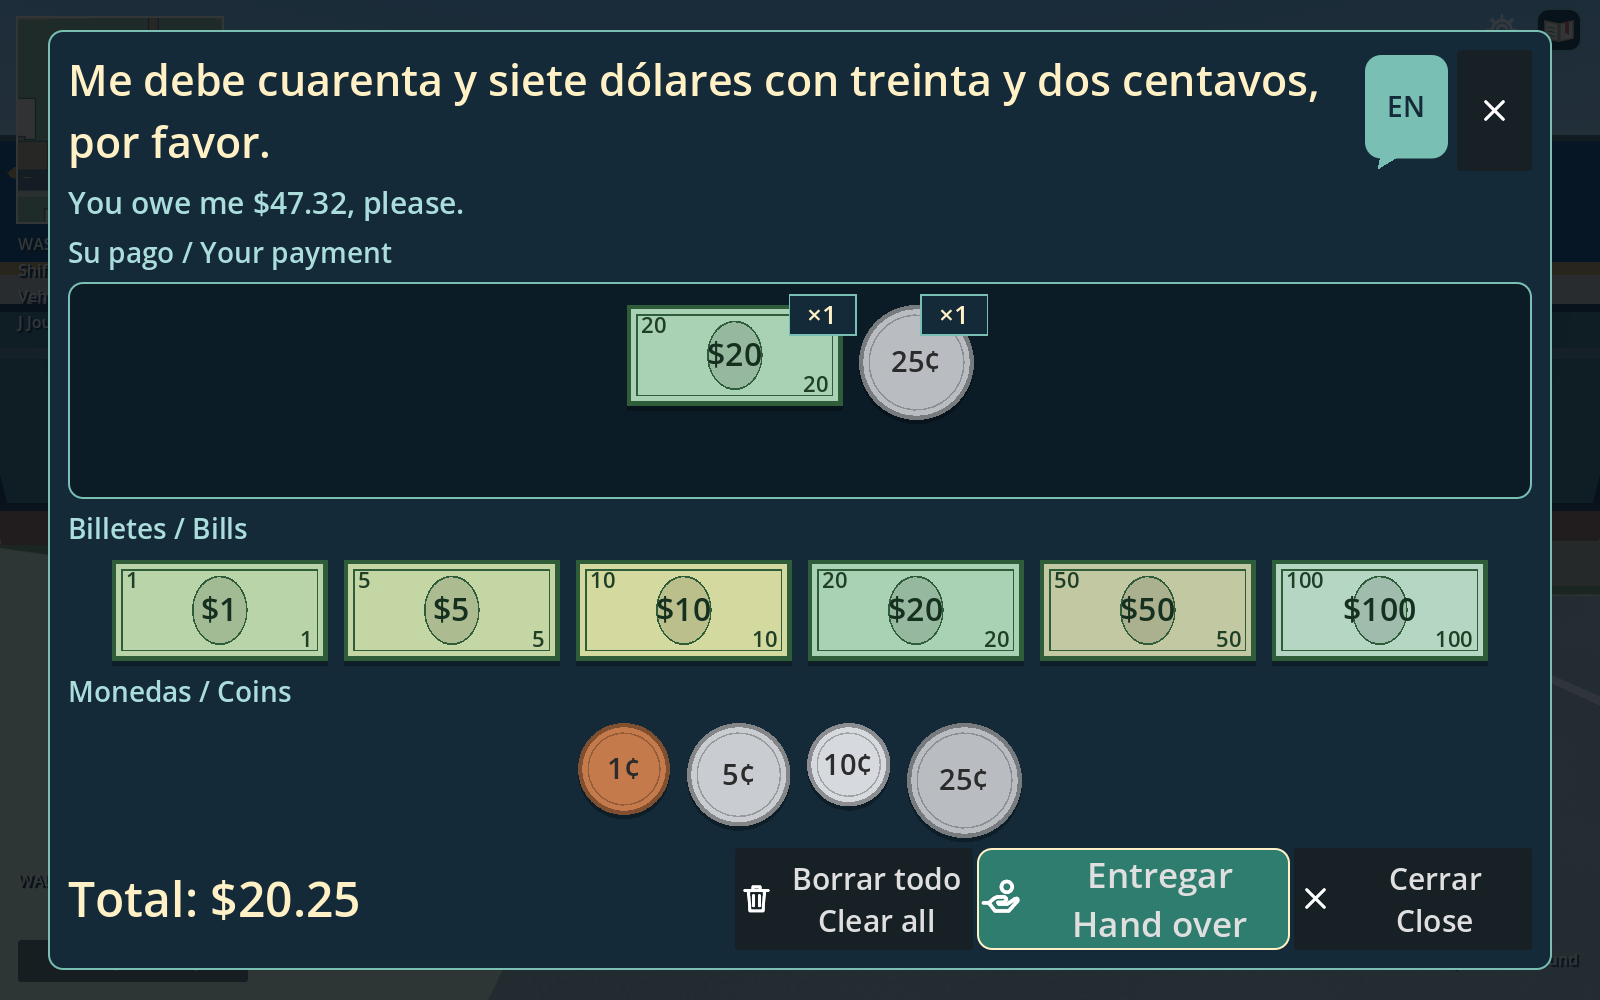 Me debe cuarenta y siete dólares con treinta y dos centavos,
por favor.
EN
You owe me $47.32, please.
Su pago / Your payment
20
$20
20
×1
25¢
×1
Billetes / Bills
1
$1
1
5
$5
5
10
$10
10
20
$20
20
50
$50
50
100
$100
100
Monedas / Coins
1¢
5¢
10¢
25¢
Total: $20.25
Borrar todo
Clear all
Entregar
Hand over
Cerrar
Close